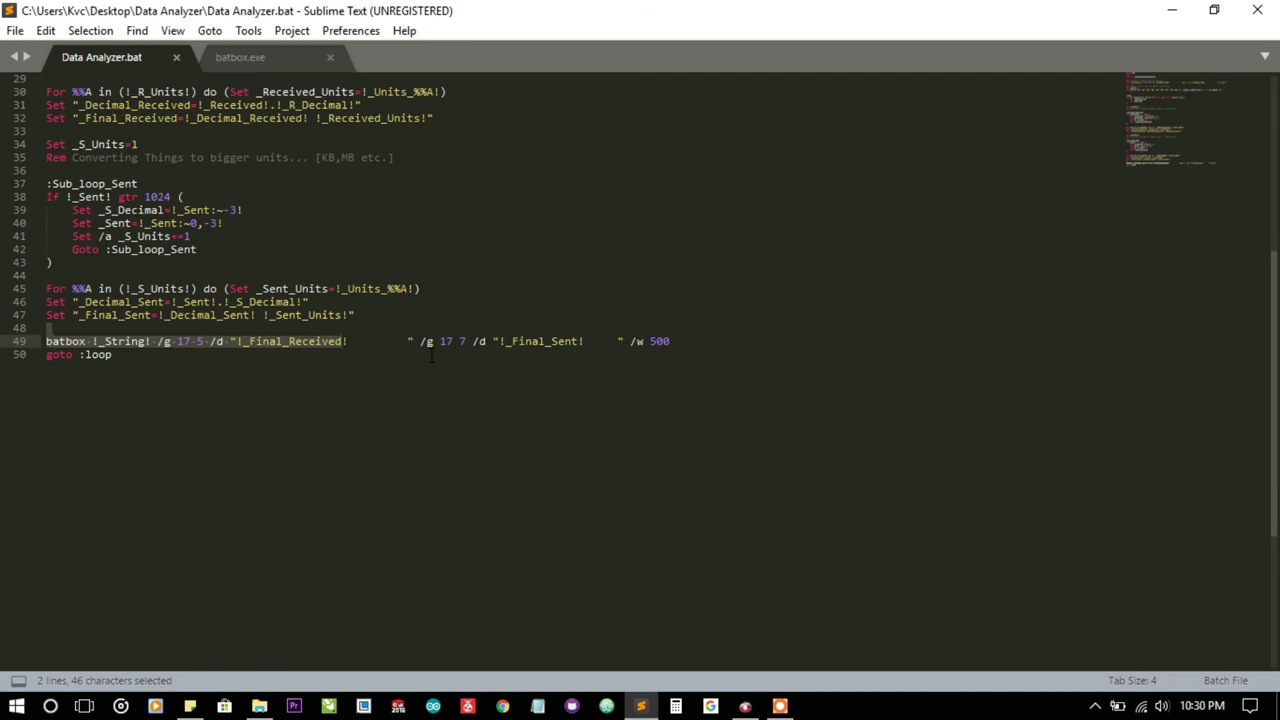 C:\Users\Kvc\Desktop\Data Analyzer\Data Analyzer.bat - Sublime Text (UNREGISTERED)
File Edit Selection Find View Goto Tools Project Preferences Help
Data Analyzer.bat batbox.exe
29
30 For %%A in (!_R_Units!) do (Set _Received_Units=!_Units_%%A!)
31 Set "_Decimal_Received=!_Received!.!_R_Decimal!"
32 Set "_Final_Received=!_Decimal_Received! !_Received_Units!"
33
34 Set _S_Units=1
35 Rem Converting Things to bigger units... [KB,MB etc.]
36
37 :Sub_loop_Sent
38 If !_Sent! gtr 1024 (
39 Set _S_Decimal=!_Sent:~-3!
40 Set _Sent=!_Sent:~0,-3!
41 Set /a _S_Units+=1
42 Goto :Sub_loop_Sent
43 )
44
45 For %%A in (!_S_Units!) do (Set _Sent_Units=!_Units_%%A!)
46 Set "_Decimal_Sent=!_Sent!.!_S_Decimal!"
47 Set "_Final_Sent=!_Decimal_Sent! !_Sent_Units!"
48
49 batbox !_String! /g 17 5 /d "!_Final_Received!          " /g 17 7 /d "!_Final_Sent!     " /w 500
50 goto :loop
2 lines, 46 characters selected Tab Size: 4 Batch File
10:30 PM